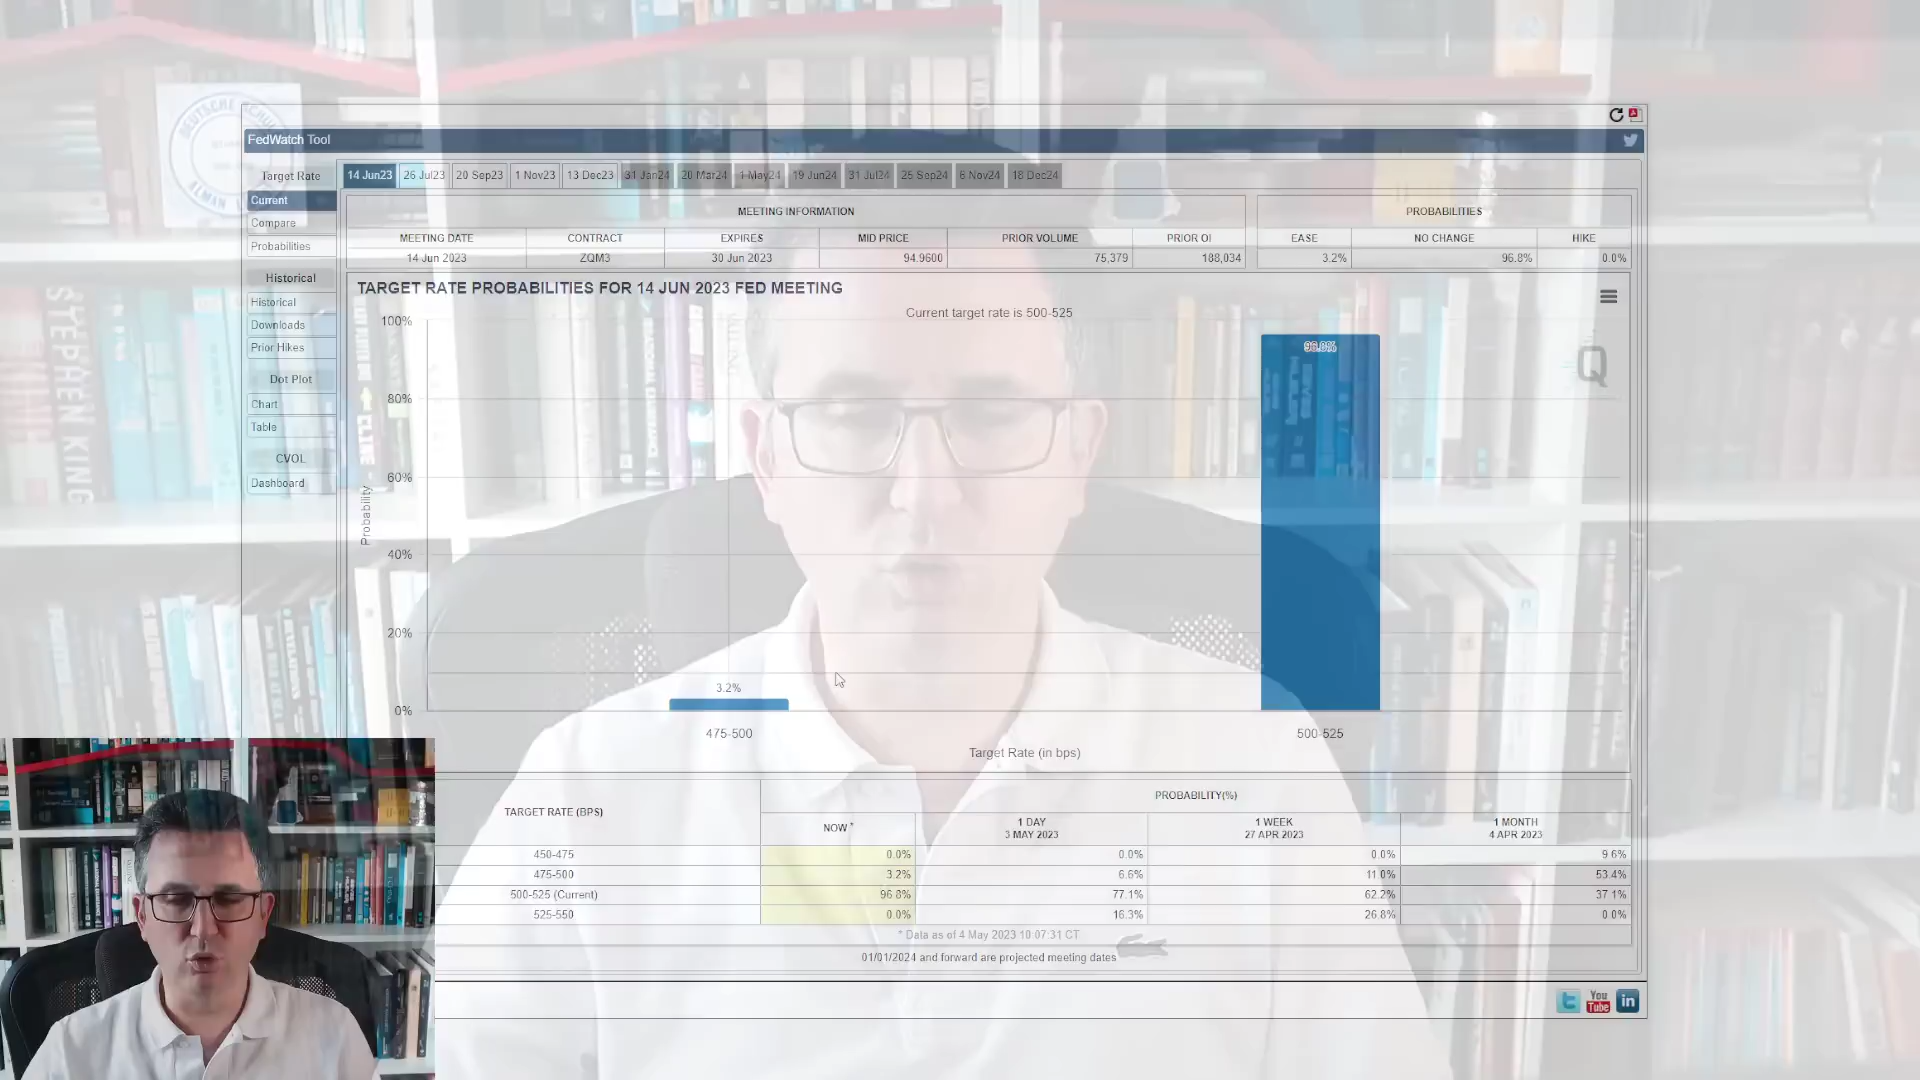 FedWatch Tool
Target Rate
Current
Compare
Probabilities
Historical
Historical
Downloads
Prior Hikes
Dot Plot
Chart
Table
CVOL
Dashboard
14 Jun23 26 Jul23 20 Sep23 1 Nov23 13 Dec23 31 Jan24 20 Mar24 1 May24 19 Jun24 31 Jul24 25 Sep24 6 Nov24 18 Dec24
MEETING INFORMATION
MEETING DATE CONTRACT EXPIRES MID PRICE PRIOR VOLUME PRIOR OI
14 Jun 2023 ZQM3 30 Jun 2023 94.9600 75,379 188,034
PROBABILITIES
EASE NO CHANGE HIKE
3.2% 96.8% 0.0%
TARGET RATE PROBABILITIES FOR 14 JUN 2023 FED MEETING
Current target rate is 500-525
Probability
100%
80%
60%
40%
20%
0%
3.2%
96.8%
Q
475-500 500-525
Target Rate (in bps)
TARGET RATE (BPS) PROBABILITY(%)
NOW * 1 DAY 3 MAY 2023 1 WEEK 27 APR 2023 1 MONTH 4 APR 2023
450-475 0.0% 0.0% 0.0% 9.6%
475-500 3.2% 6.6% 11.0% 53.4%
500-525 (Current) 96.8% 77.1% 62.2% 37.1%
525-550 0.0% 16.3% 26.8% 0.0%
* Data as of 4 May 2023 10:07:31 CT
01/01/2024 and forward are projected meeting dates
You
Tube
in
STEPHEN KING
DEUTSCHE SCHU